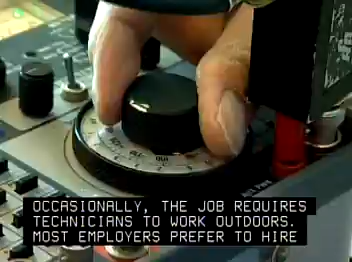 OCCASIONALLY, THE JOB REQUIRES
TECHNICIANS TO WORK OUTDOORS.
MOST EMPLOYERS PREFER TO HIRE